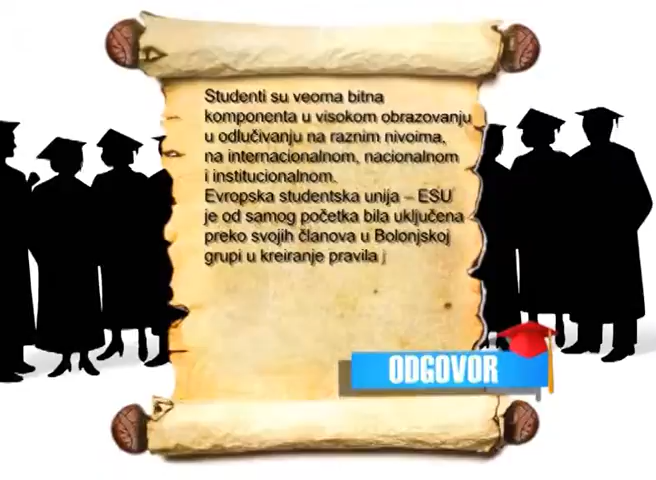 Studenti su veoma bitna
komponenta u visokom obrazovanju
u odlučivanju na raznim nivoima,
na internacionalnom, nacionalnom
i institucionalnom.
Evropska studentska unija – ESU
je od samog početka bila uključena
preko svojih članova u Bolonjskoj
grupi u kreiranje pravila j
ODGOVOR